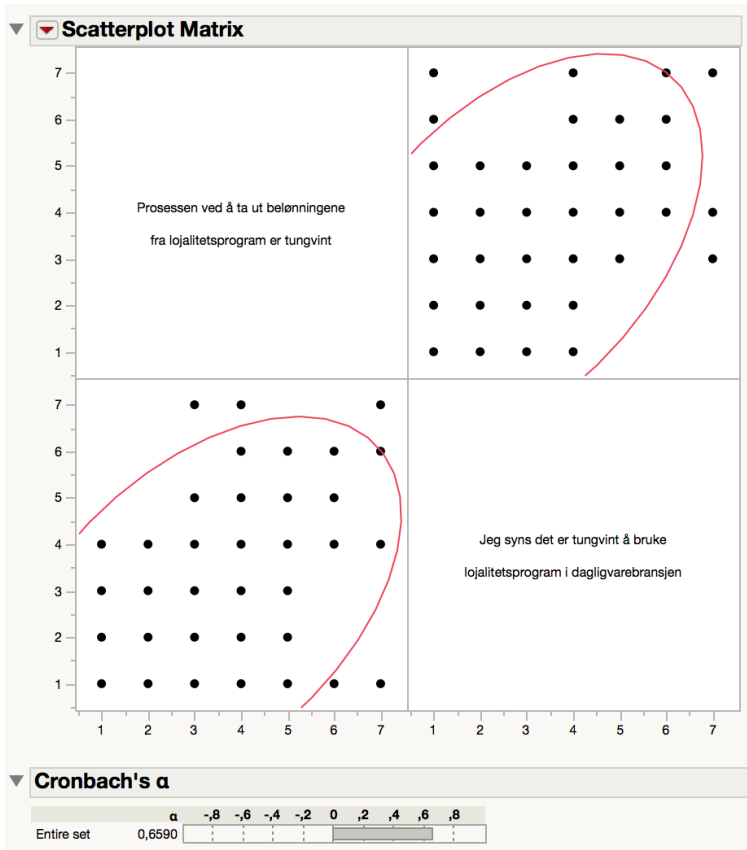 Scatterplot Matrix
7
6
5
4
3
2
1
Prosessen ved å ta ut belønningene
fra lojalitetsprogram er tungvint
7
6
5
4
3
2
1
Jeg syns det er tungvint å bruke
lojalitetsprogram i dagligvarebransjen
1 2 3 4 5 6 7 1 2 3 4 5 6 7
Cronbach's α
α -,8 -,6 -,4 -,2 0 ,2 ,4 ,6 ,8
Entire set 0,6590